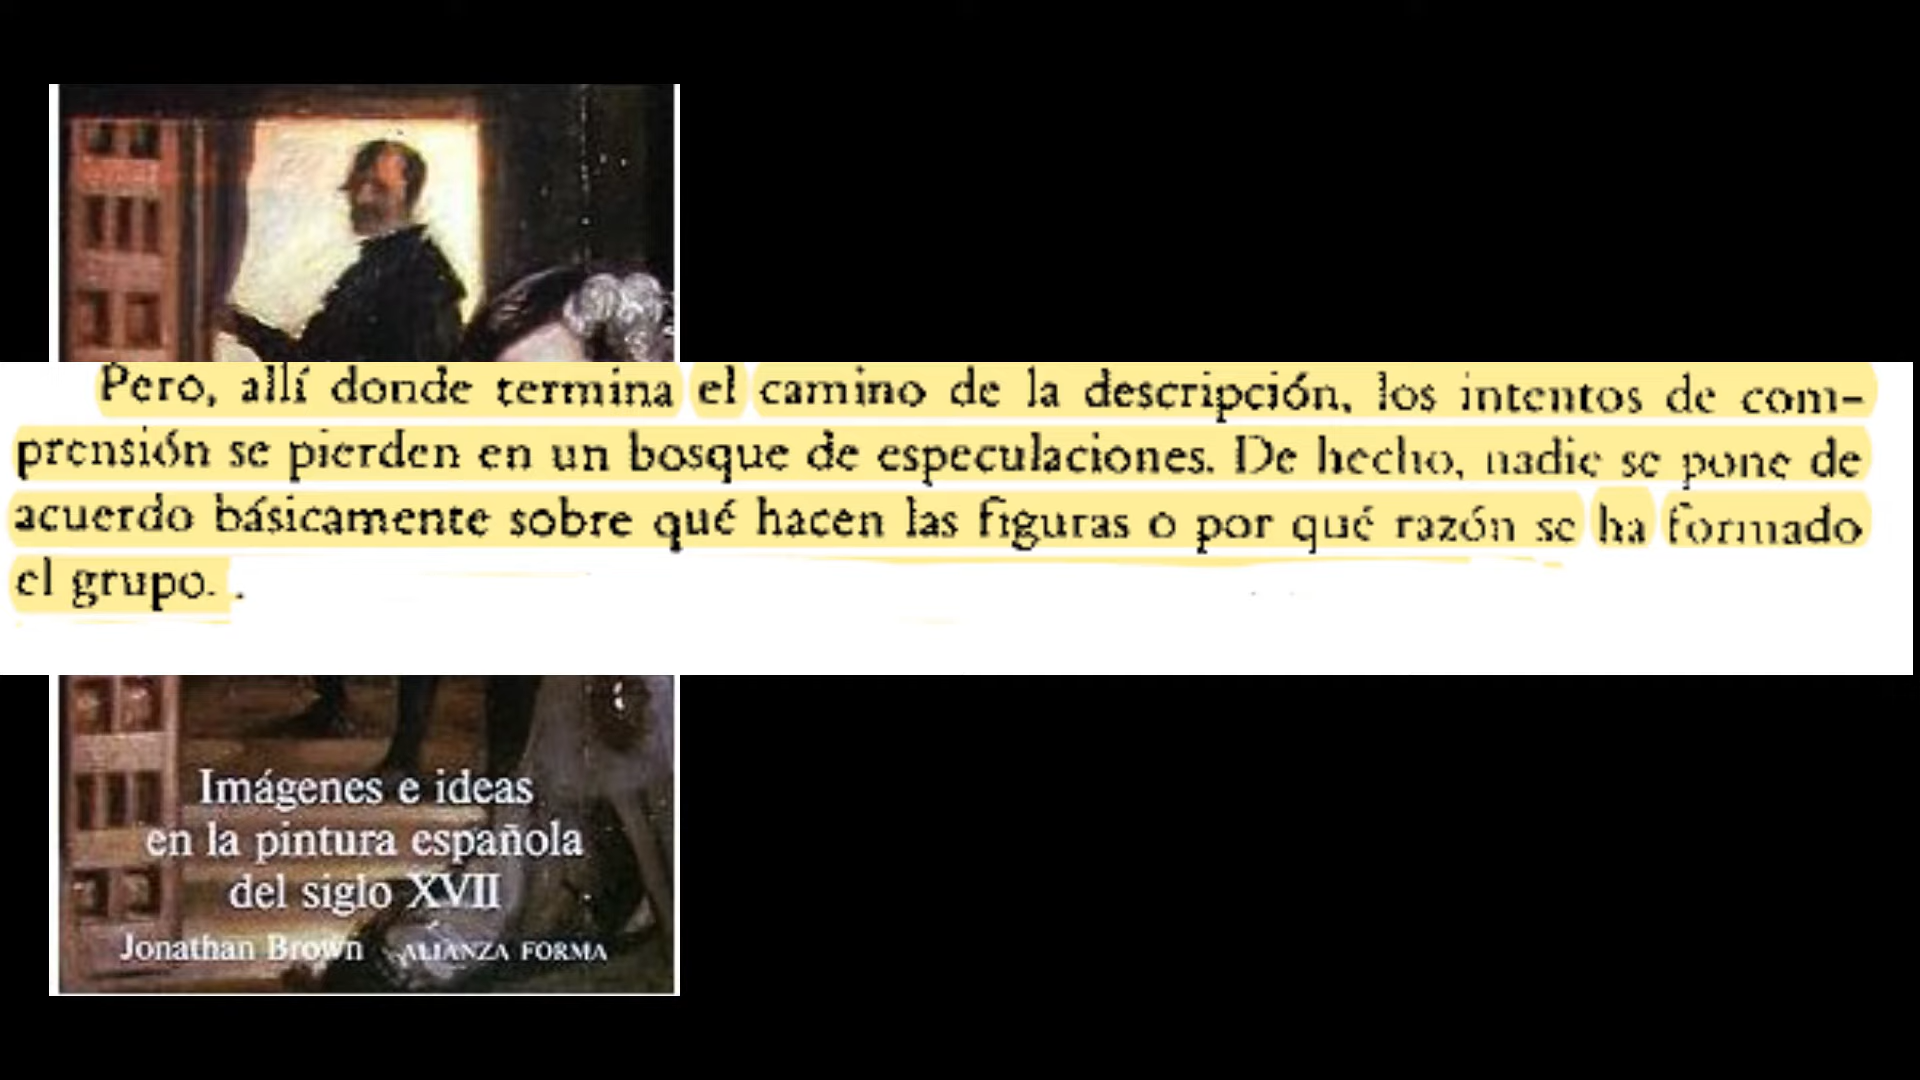 Pero, allí donde termina el camino de la descripción, los intentos de com-
prensión se pierden en un bosque de especulaciones. De hecho, nadie se pone de
acuerdo básicamente sobre qué hacen las figuras o por qué razón se ha formado
el grupo. .
Imágenes e ideas
en la pintura española
del siglo XVII
Jonathan Brown ALIANZA FORMA